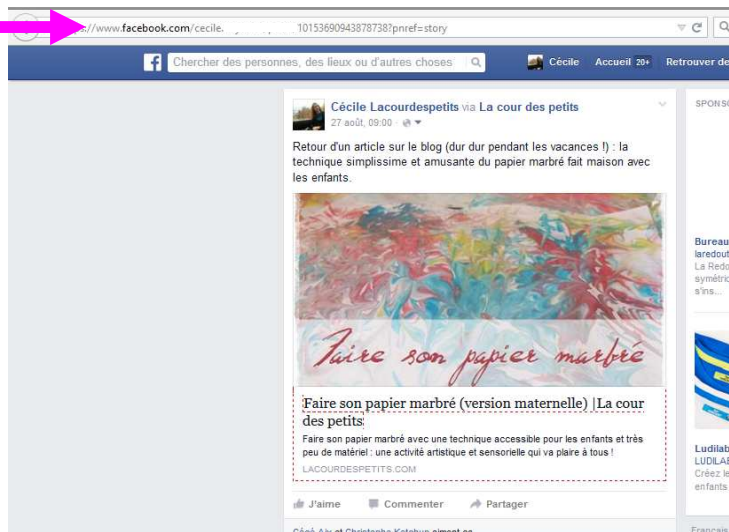 ://www.facebook.com/cecile. 10153690943878738?pnref=story
Chercher des personnes, des lieux ou d'autres choses
Cécile Accueil 20+ Retrouver de
Cécile Lacourdespetits via La cour des petits
27 août, 09:00
Retour d'un article sur le blog (dur dur pendant les vacances !) : la
technique simplissime et amusante du papier marbré fait maison avec
les enfants.
Faire son papier marbré
Faire son papier marbré (version maternelle) |La cour
des petits
Faire son papier marbré avec une technique accessible pour les enfants et très
peu de matériel : une activité artistique et sensorielle qui va plaire à tous !
LACOURDESPETITS.COM
J'aime Commenter Partager
SPONSO
Bureau
laredout
La Redo
symétric
s'ins...
Ludilab
LUDILAB
Créez le
enfants
Français